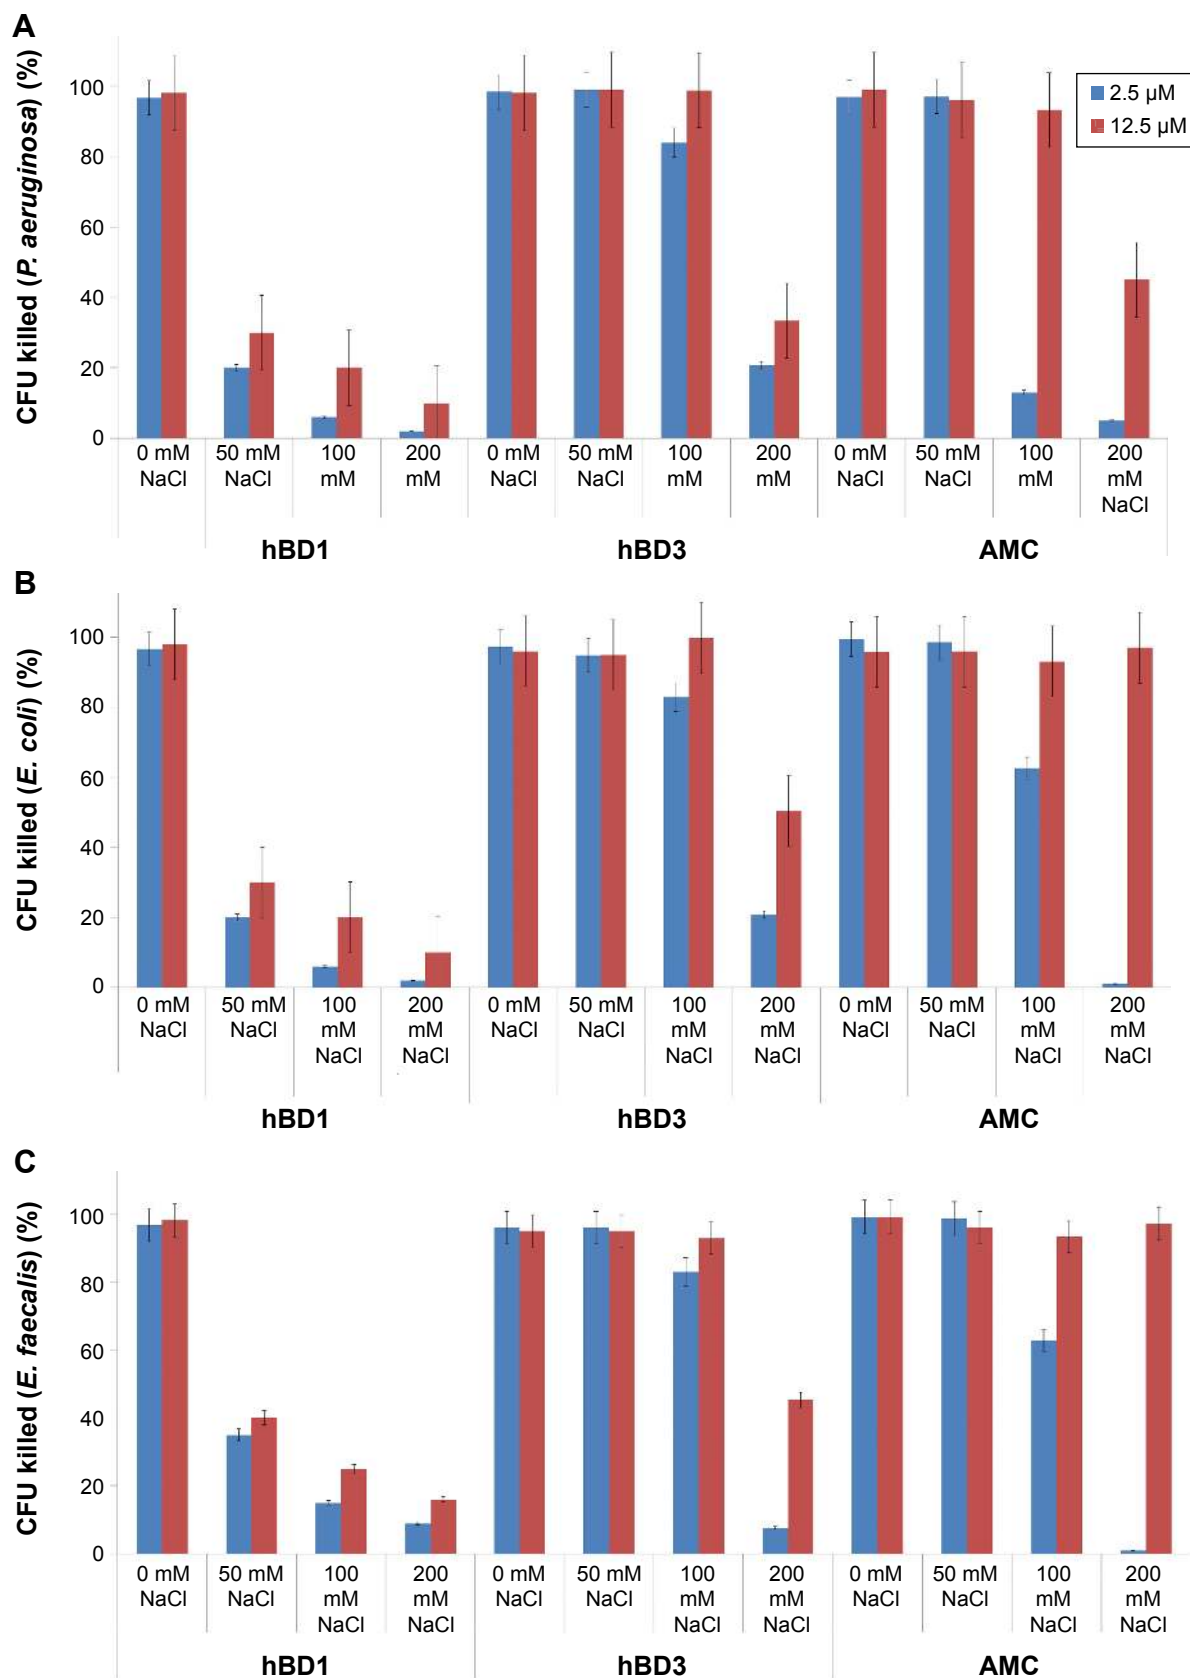 A
CFU killed (P. aeruginosa) (%)
100
80
60
40
20
0
2.5 µM
12.5 µM
0 mM 50 mM 100 200 0 mM 50 mM 100 200 0 mM 50 mM 100 200
NaCl NaCl mM mM NaCl NaCl mM mM NaCl NaCl mM mM
NaCl
hBD1 hBD3 AMC
B
CFU killed (E. coli) (%)
100
80
60
40
20
0
0 mM 50 mM 100 200 0 mM 50 mM 100 200 0 mM 50 mM 100 200
NaCl NaCl mM mM NaCl NaCl mM mM NaCl NaCl mM mM
NaCl NaCl NaCl NaCl NaCl NaCl
hBD1 hBD3 AMC
C
CFU killed (E. faecalis) (%)
100
80
60
40
20
0
0 mM 50 mM 100 200 0 mM 50 mM 100 200 0 mM 50 mM 100 200
NaCl NaCl mM mM NaCl NaCl mM mM NaCl NaCl mM mM
NaCl NaCl NaCl NaCl NaCl NaCl
hBD1 hBD3 AMC